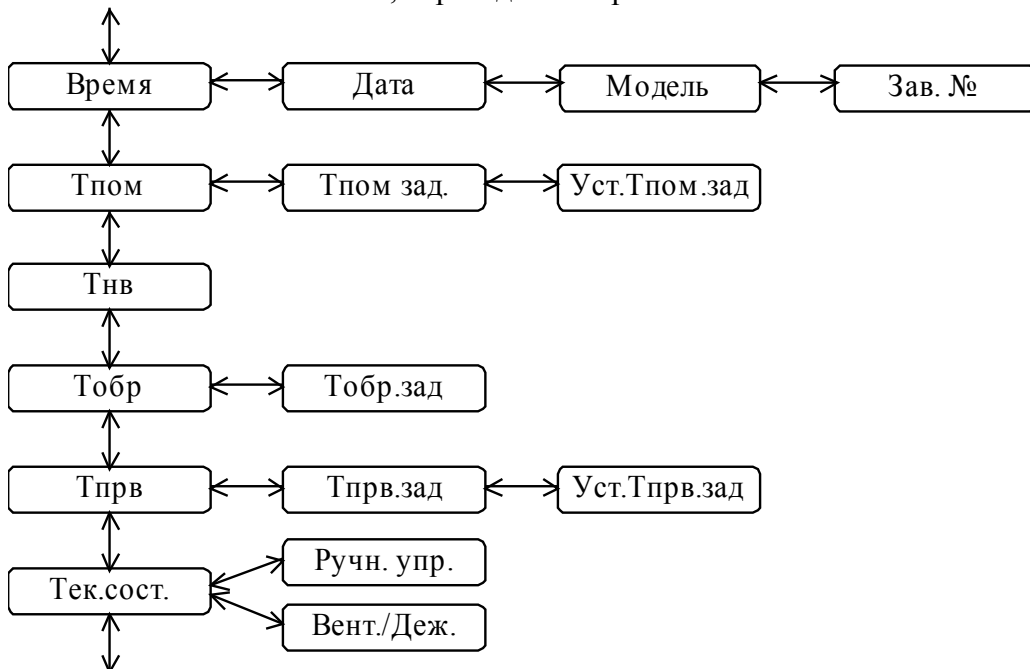 Время Дата Модель Зав. №
Тпом Тпом зад. Уст.Тпом.зад
Тнв
Тобр Тобр.зад
Тпрв Тпрв.зад Уст.Тпрв.зад
Ручн. упр.
Тек.сост.
Вент./Деж.